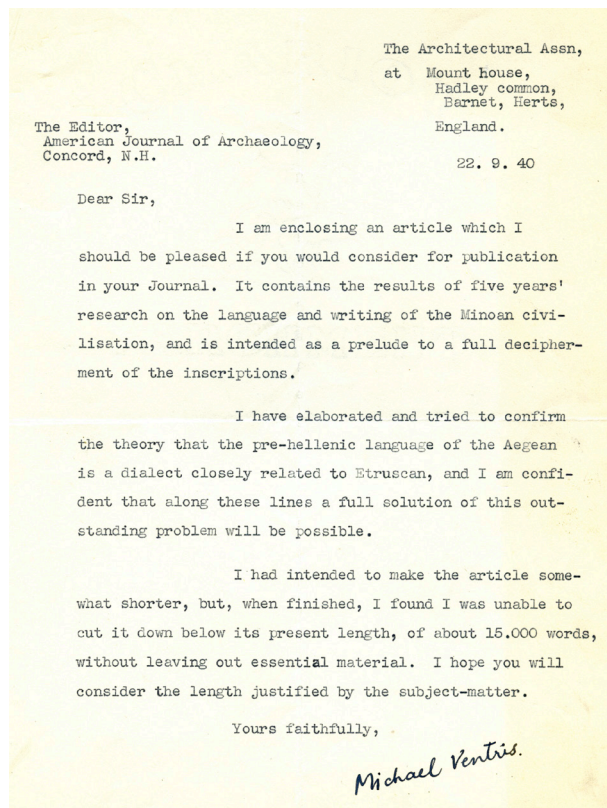 The Architectural Assn,
at Mount house,
Hadley common,
Barnet, Herts,
England.
The Editor,
American Journal of Archaeology,
Concord, N.H.
22. 9. 40
Dear Sir,
I am enclosing an article which I
should be pleased if you would consider for publication
in your Journal. It contains the results of five years'
research on the language and writing of the Minoan civi-
lisation, and is intended as a prelude to a full decipher-
ment of the inscriptions.
I have elaborated and tried to confirm
the theory that the pre-hellenic language of the Aegean
is a dialect closely related to Etruscan, and I am confi-
dent that along these lines a full solution of this out-
standing problem will be possible.
I had intended to make the article some-
what shorter, but, when finished, I found I was unable to
cut it down below its present length, of about 15.000 words,
without leaving out essential material. I hope you will
consider the length justified by the subject-matter.
Yours faithfully,
Michael Ventris.